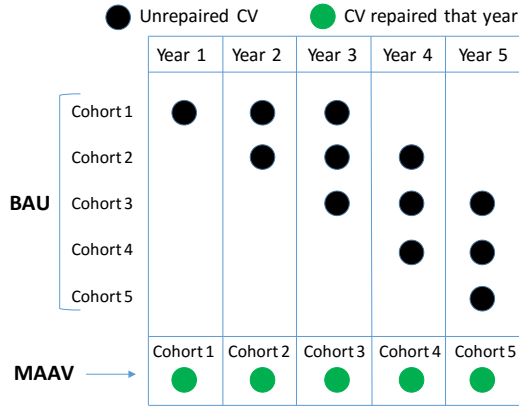 Unrepaired CV CV repaired that year
Year 1 Year 2 Year 3 Year 4 Year 5
Cohort 1
Cohort 2
BAU Cohort 3
Cohort 4
Cohort 5
Cohort 1 Cohort 2 Cohort 3 Cohort 4 Cohort 5
MAAV